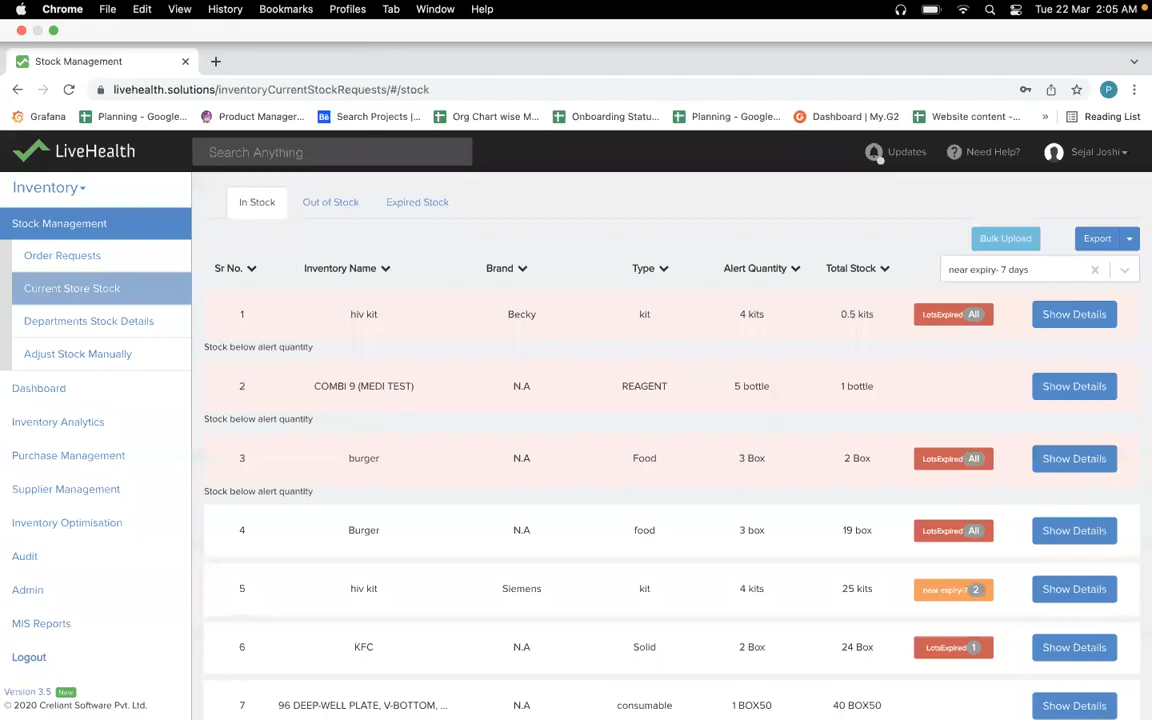 Chrome File Edit View History Bookmarks Profiles Tab Window Help Tue 22 Mar 2:05 AM
Stock Management
livehealth.solutions/inventoryCurrentStockRequests/#/stock P
Grafana Planning - Google... Product Manager... Bē Search Projects |... Org Chart wise M... Onboarding Statu... Planning - Google... Dashboard | My.G2 Website content -... » Reading List
LiveHealth Search Anything Updates Need Help? Sejal Joshi
Inventory
Stock Management
Order Requests
Current Store Stock
Departments Stock Details
Adjust Stock Manually
Dashboard
Inventory Analytics
Purchase Management
Supplier Management
Inventory Optimisation
Audit
Admin
MIS Reports
Logout
Version 3.5 New
© 2020 Creliant Software Pvt. Ltd.
In Stock Out of Stock Expired Stock
Bulk Upload Export
Sr No. Inventory Name Brand Type Alert Quantity Total Stock near expiry- 7 days
1 hiv kit Becky kit 4 kits 0.5 kits LotsExpired All Show Details
Stock below alert quantity
2 COMBI 9 (MEDI TEST) N.A REAGENT 5 bottle 1 bottle Show Details
Stock below alert quantity
3 burger N.A Food 3 Box 2 Box LotsExpired All Show Details
Stock below alert quantity
4 Burger N.A food 3 box 19 box LotsExpired All Show Details
5 hiv kit Siemens kit 4 kits 25 kits near expiry-7 2 Show Details
6 KFC N.A Solid 2 Box 24 Box LotsExpired 1 Show Details
7 96 DEEP-WELL PLATE, V-BOTTOM, ... N.A consumable 1 BOX50 40 BOX50 Show Details